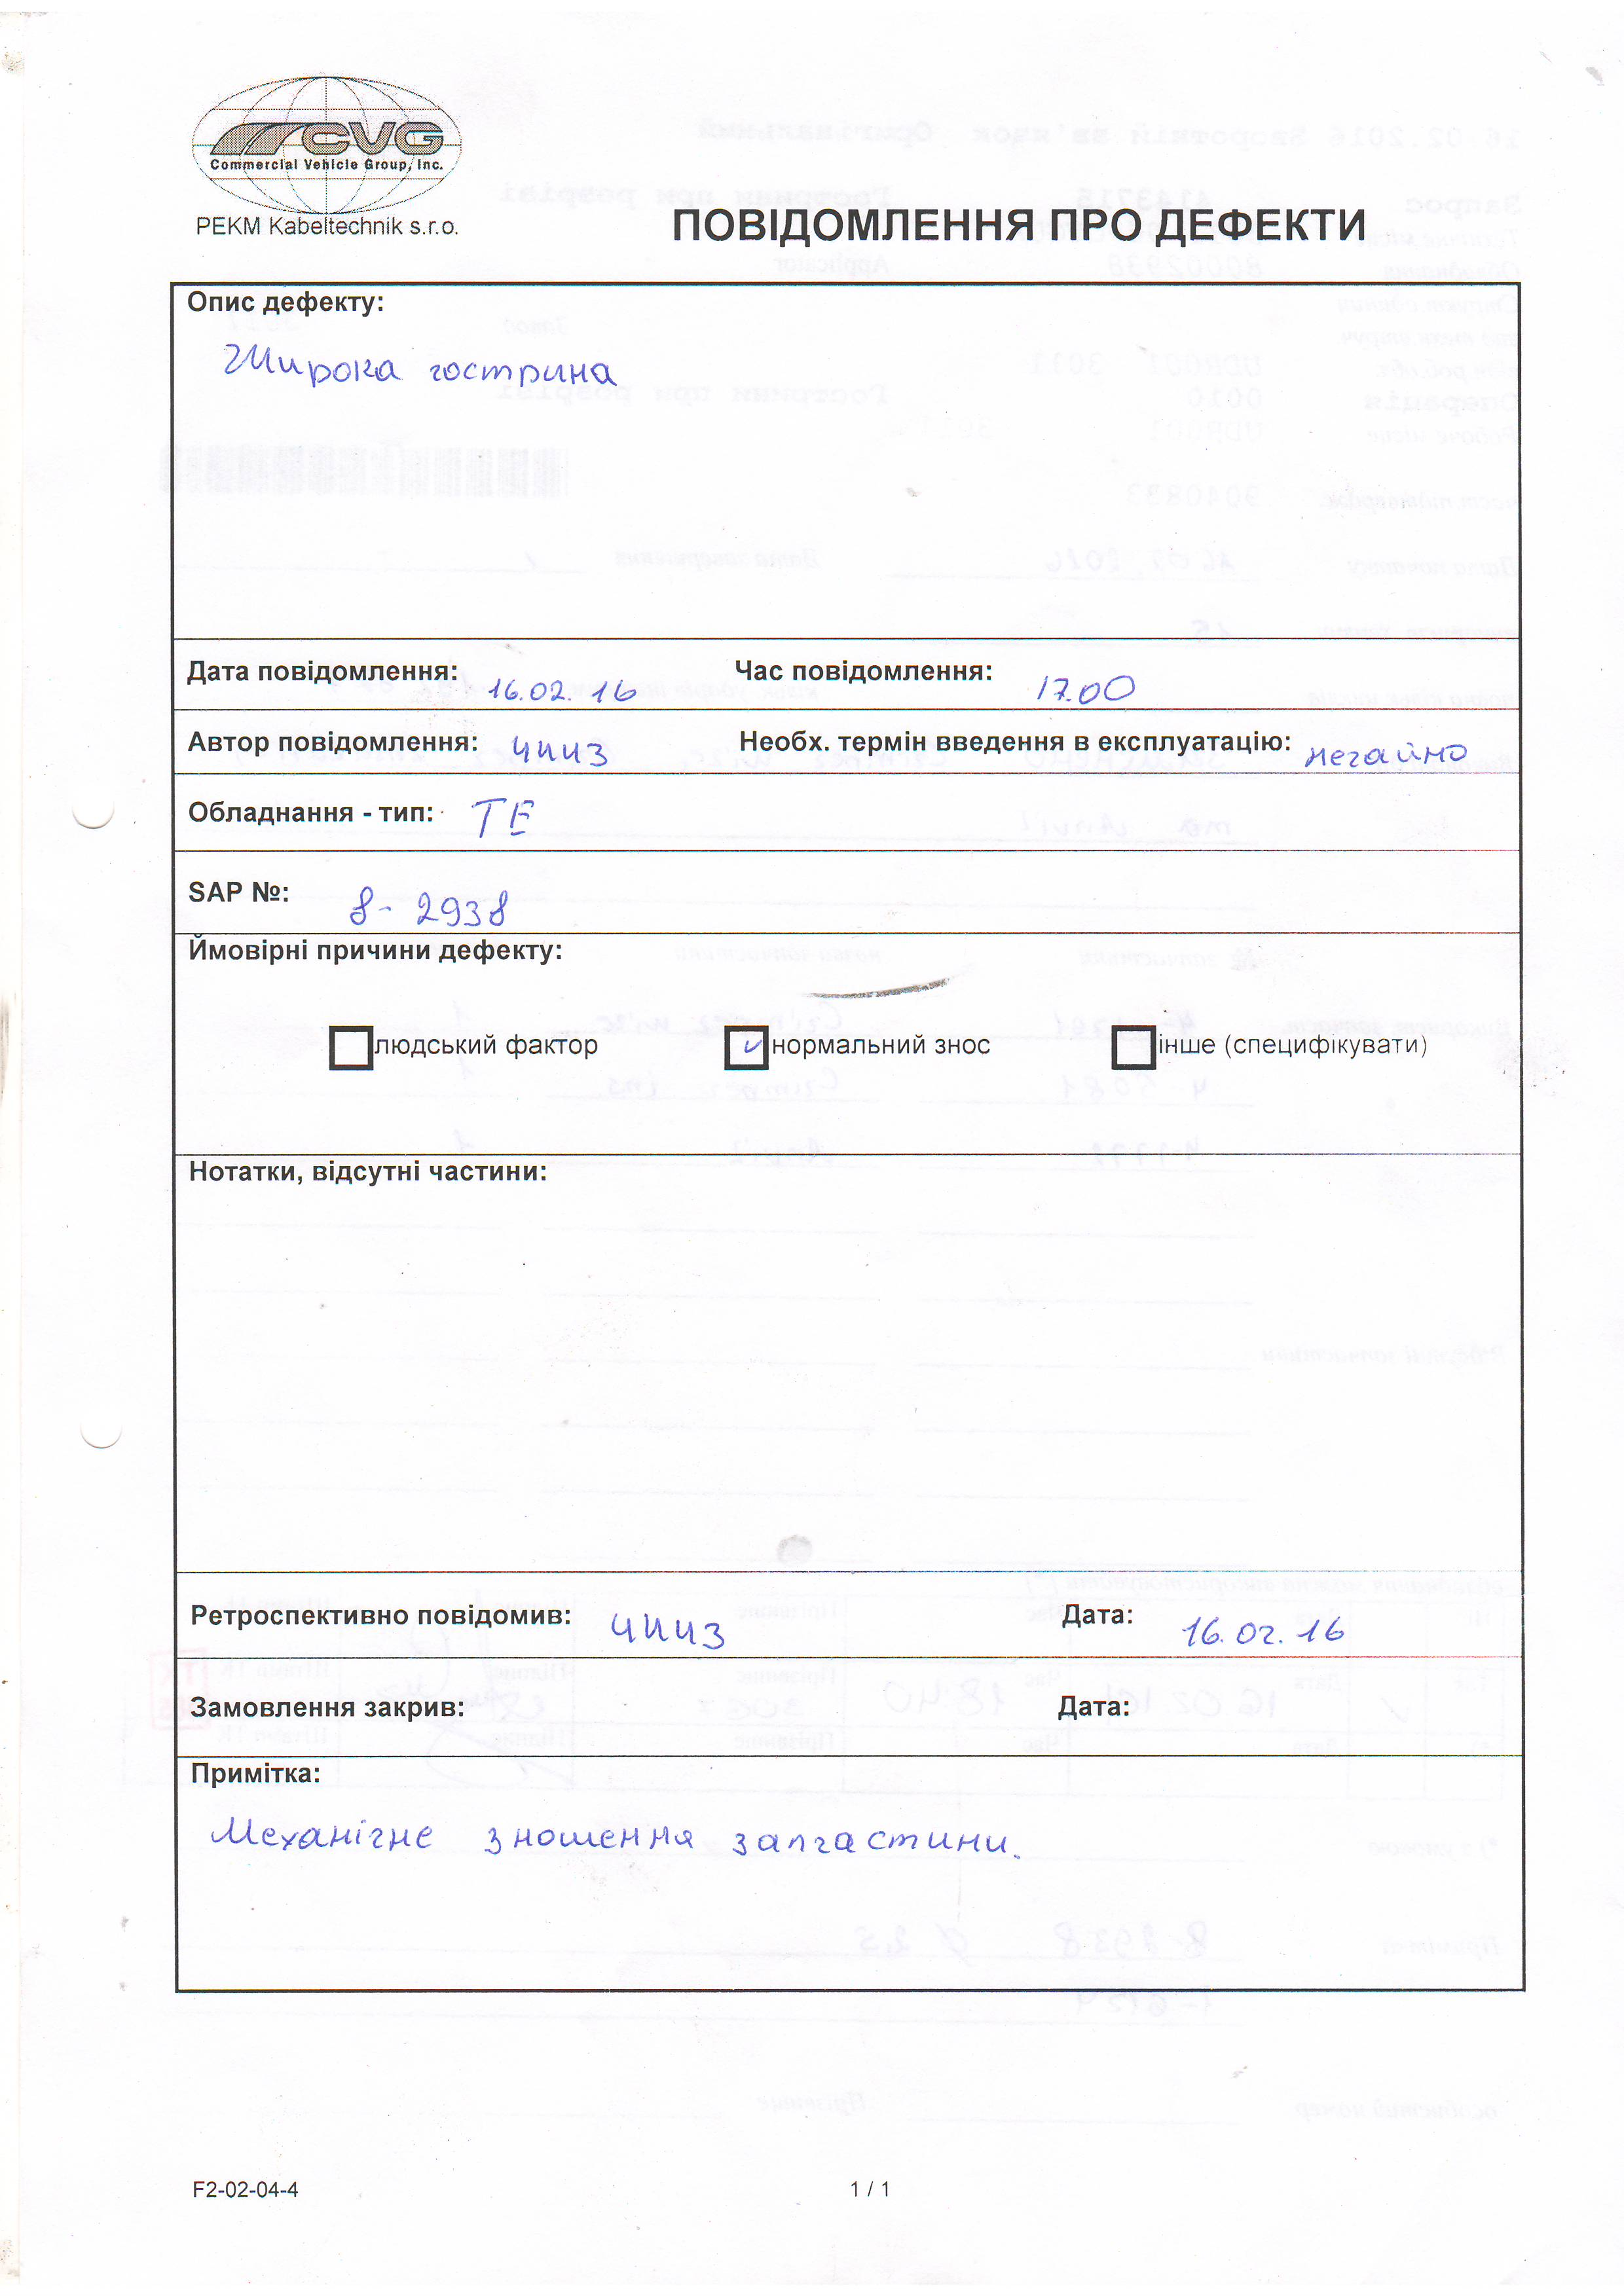 CVG
Commercial Vehicle Group, Inc.
PEKM Kabeltechnik s.r.o.
ПОВІДОМЛЕННЯ ПРО ДЕФЕКТИ
Опис дефекту:
Широка гострина
Дата повідомлення: 16.02.16 Час повідомлення: 17.00
Автор повідомлення: Необх. термін введення в експлуатацію: негайно
Обладнання - тип: TE
SAP №: 8-2938
Ймовірні причини дефекту:
людський фактор нормальний знос інше (специфікувати)
Нотатки, відсутні частини:
Ретроспективно повідомив: Дата: 16.02.16
Замовлення закрив: Дата:
Примітка:
Механічне зношення запчастини.
F2-02-04-4 1 / 1